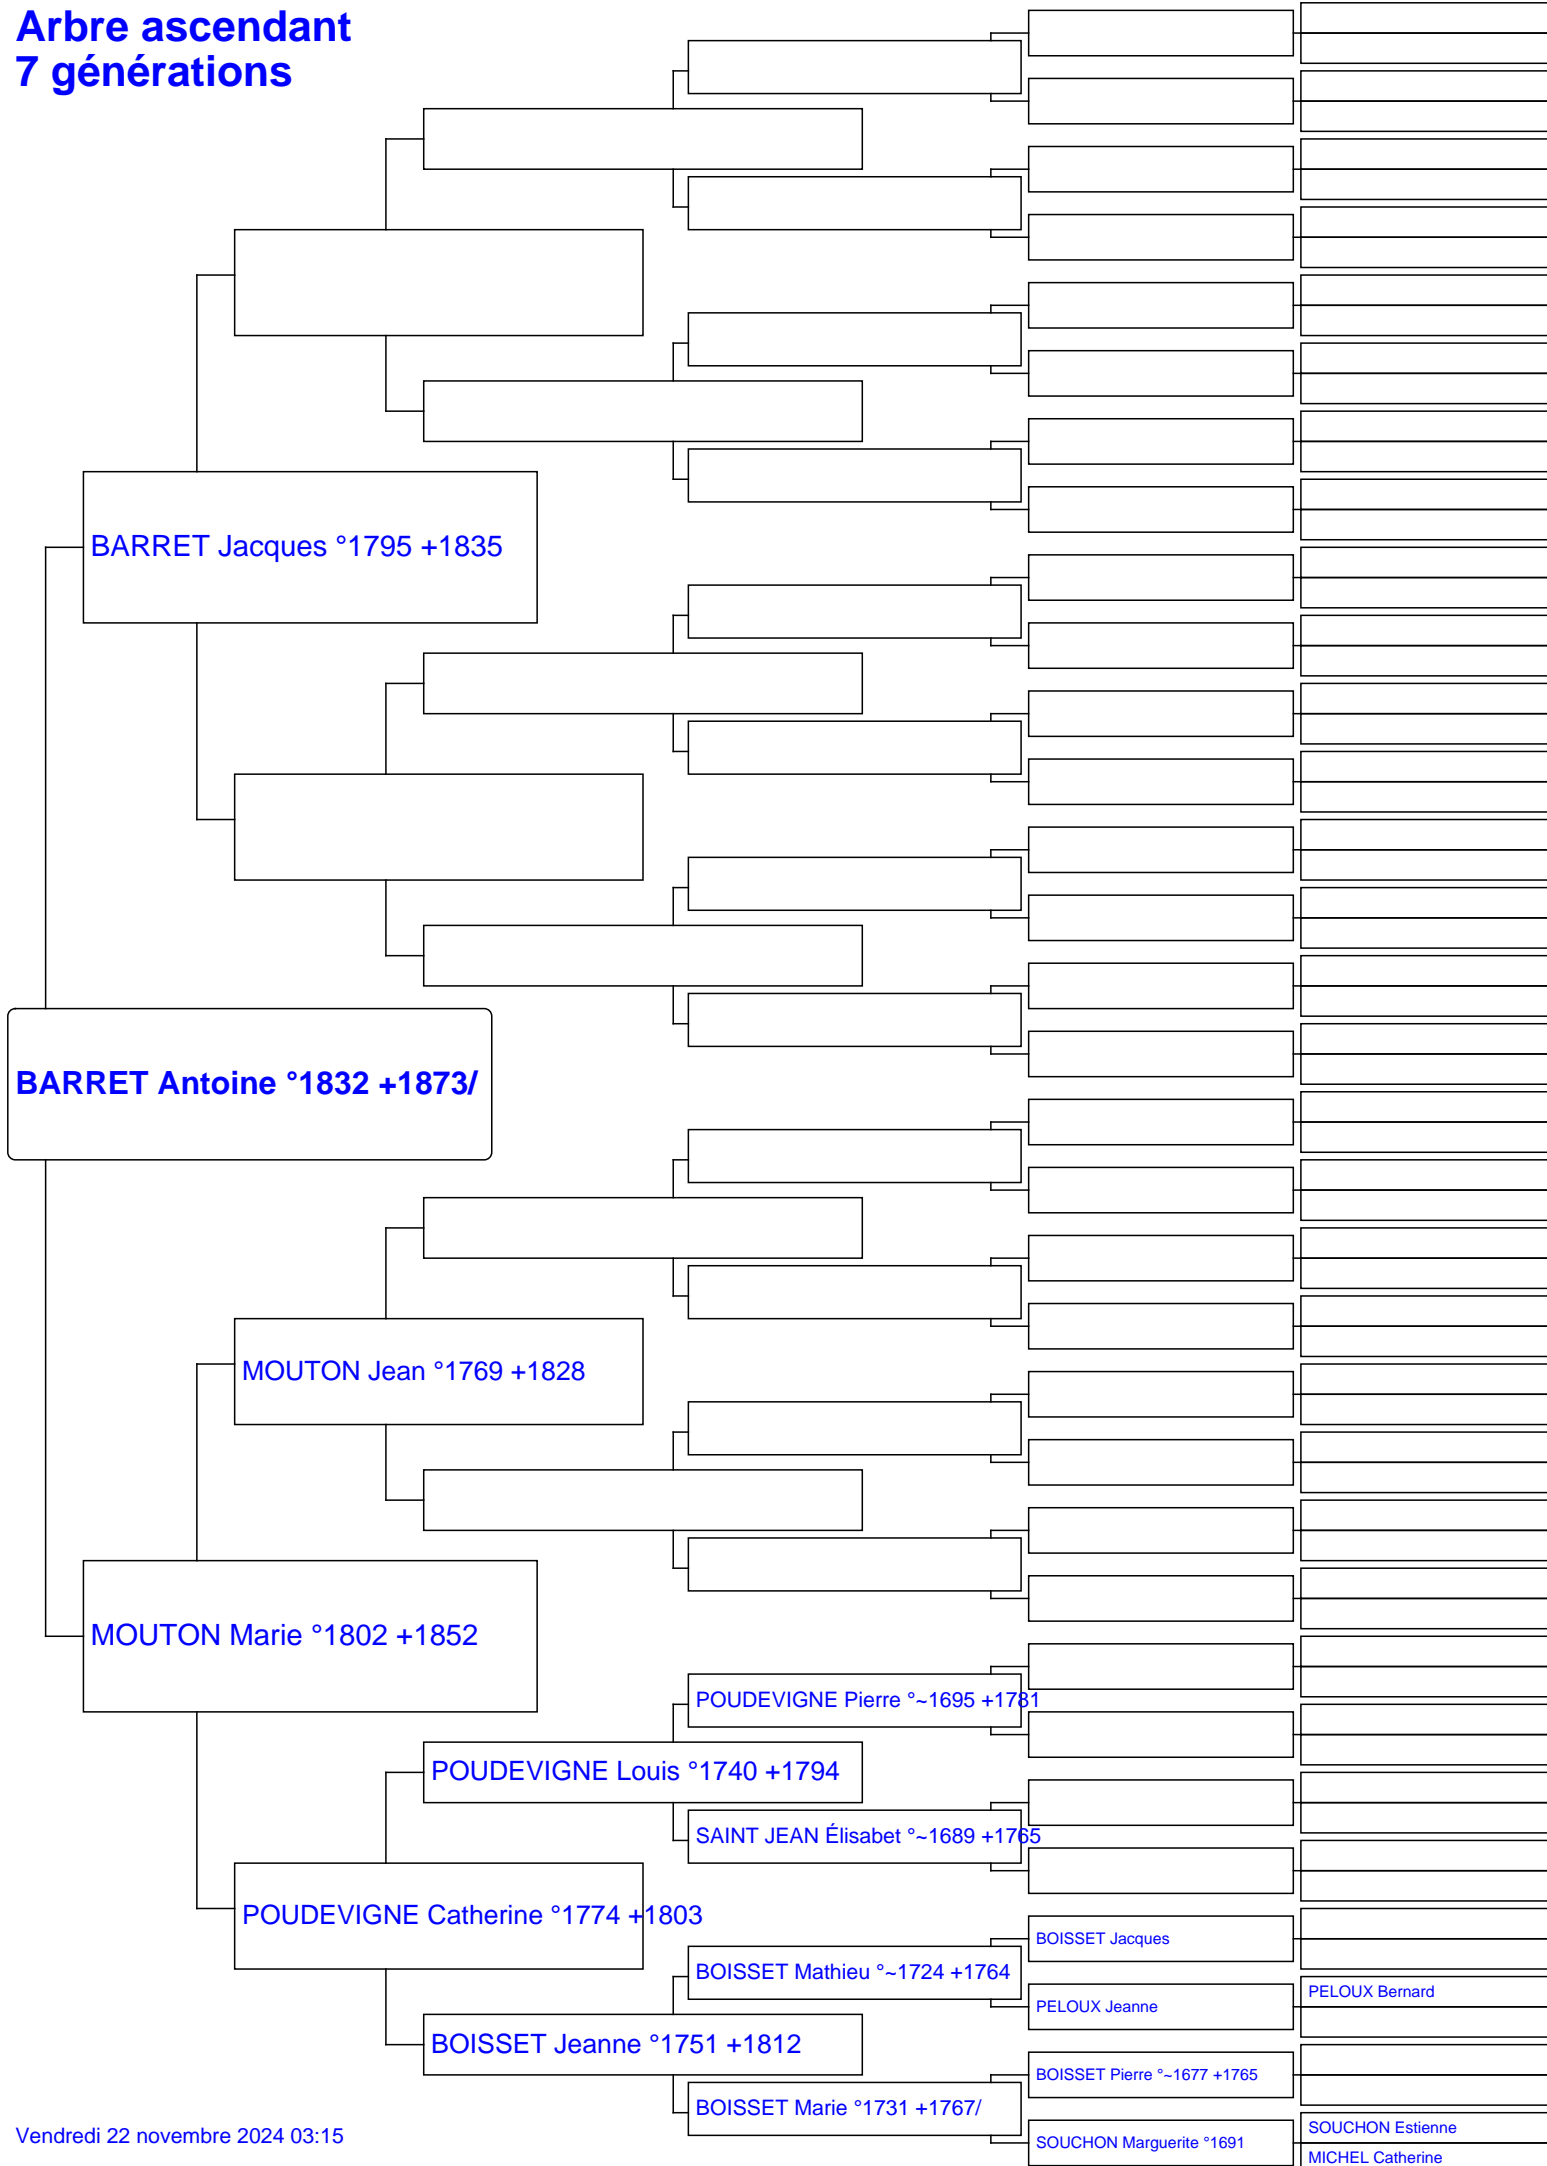 Arbre ascendant
7 générations
BARRET Jacques °1795 +1835
BARRET Antoine °1832 +1873/
MOUTON Jean °1769 +1828
MOUTON Marie °1802 +1852
POUDEVIGNE Pierre °~1695 +1781
POUDEVIGNE Louis °1740 +1794
SAINT JEAN Élisabet °~1689 +1765
POUDEVIGNE Catherine °1774 +1803
BOISSET Jacques
BOISSET Mathieu °~1724 +1764
PELOUX Bernard
PELOUX Jeanne
BOISSET Jeanne °1751 +1812
BOISSET Pierre °~1677 +1765
BOISSET Marie °1731 +1767/
SOUCHON Estienne
SOUCHON Marguerite °1691
MICHEL Catherine
Vendredi 22 novembre 2024 03:15